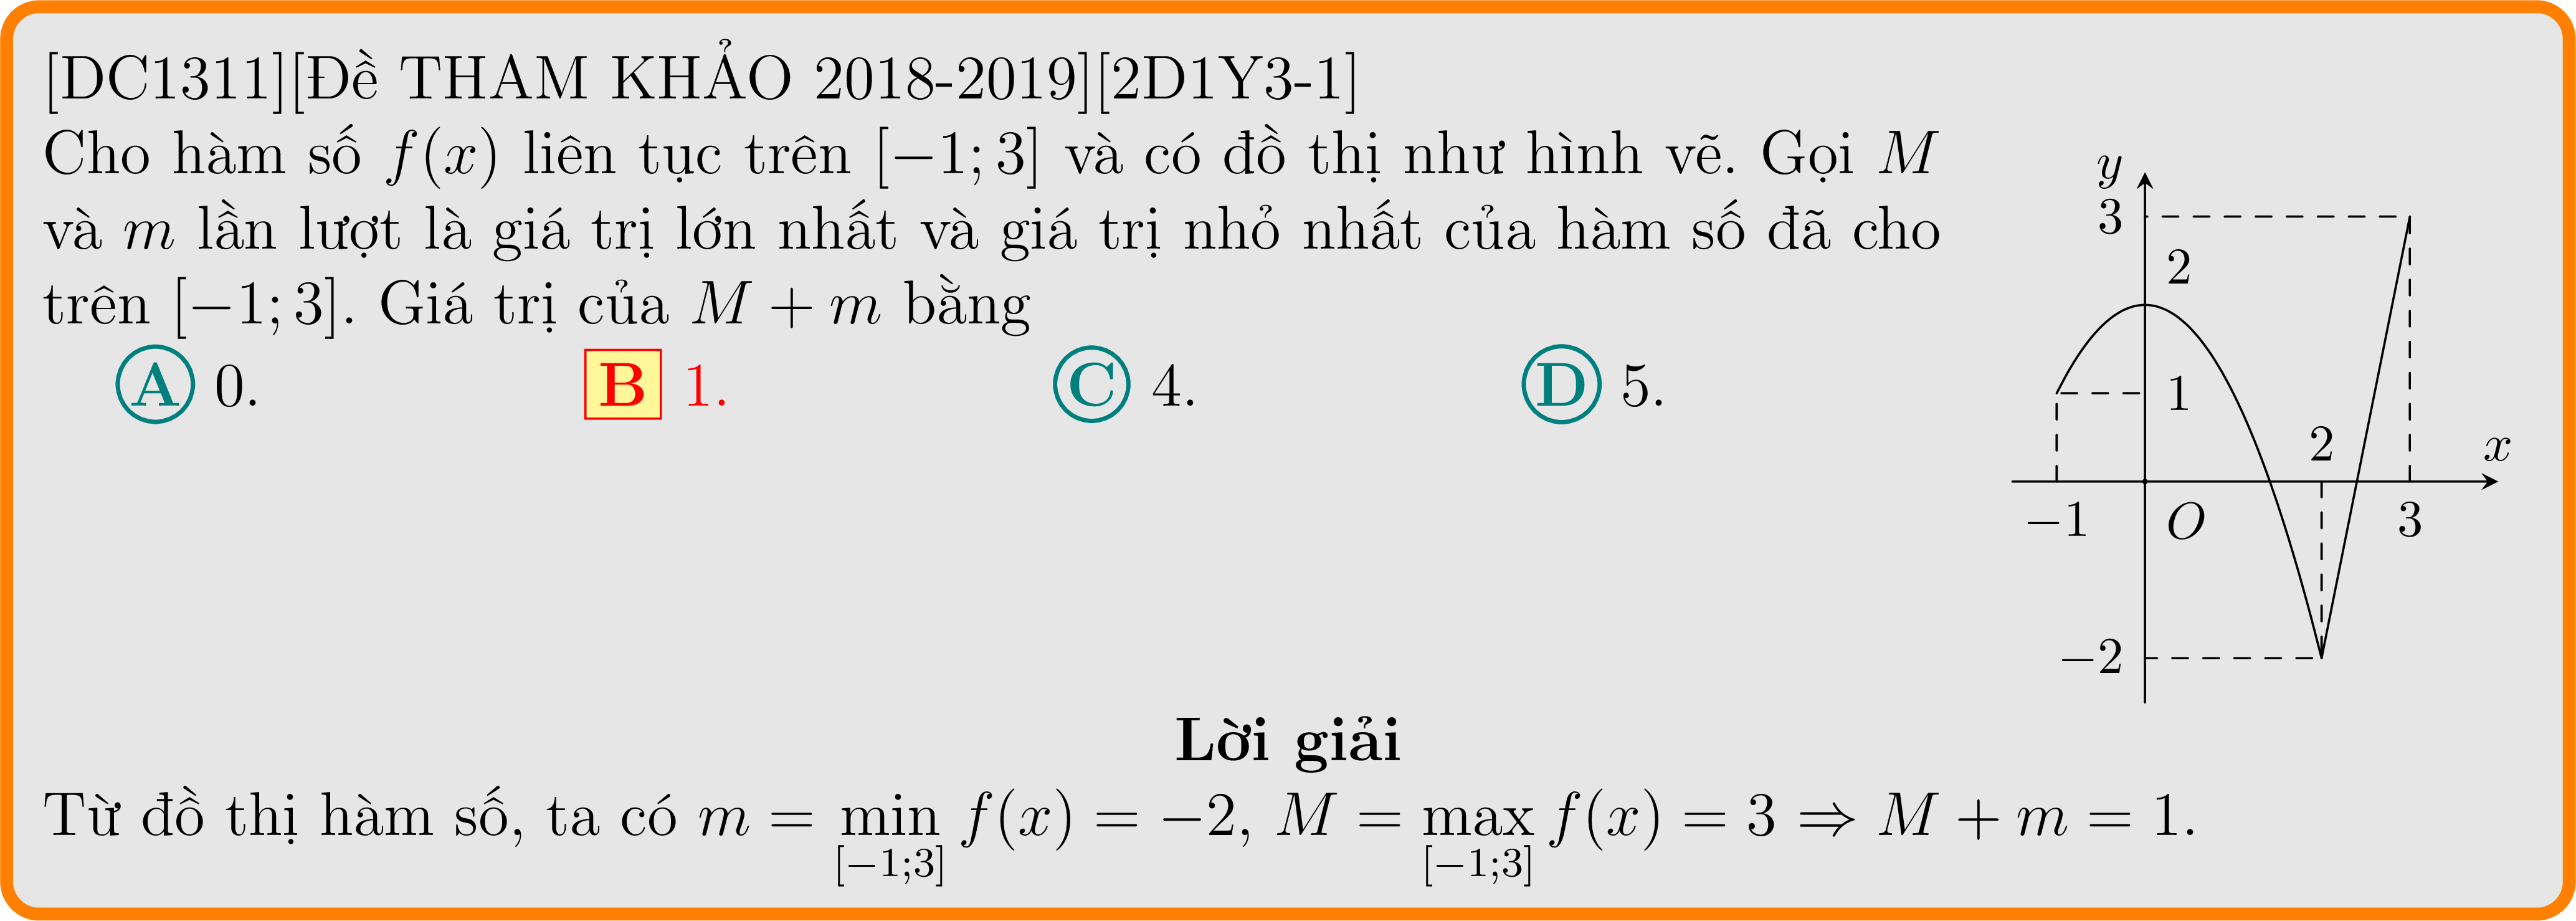 [DC1311][Đề THAM KHẢO 2018-2019][2D1Y3-1]
Cho hàm số f(x) liên tục trên [−1; 3] và có đồ thị như hình vẽ. Gọi M
và m lần lượt là giá trị lớn nhất và giá trị nhỏ nhất của hàm số đã cho
trên [−1; 3]. Giá trị của M + m bằng
A 0. B 1. C 4. D 5.
y
3
2
1
2
x
−1
O
3
−2
Lời giải
Từ đồ thị hàm số, ta có m = min f(x) = −2, M = max f(x) = 3 ⇒ M + m = 1.
[−1;3] [−1;3]